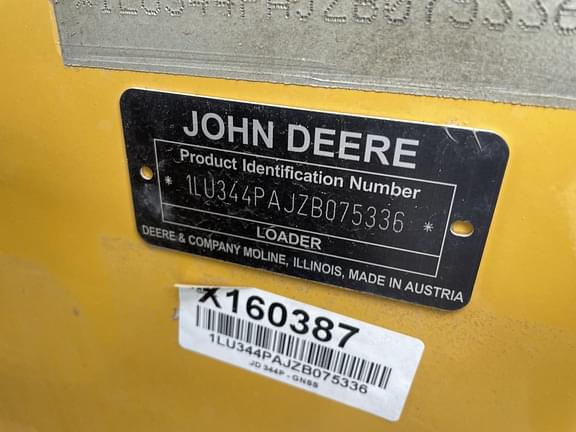 *1LU344PAJZB075336
JOHN DEERE
Product Identification Number
* 1LU344PAJZB075336 *
LOADER
DEERE & COMPANY MOLINE, ILLINOIS, MADE IN AUSTRIA
X160387
1LU344PAJZB075336
JD 344P - GNSS